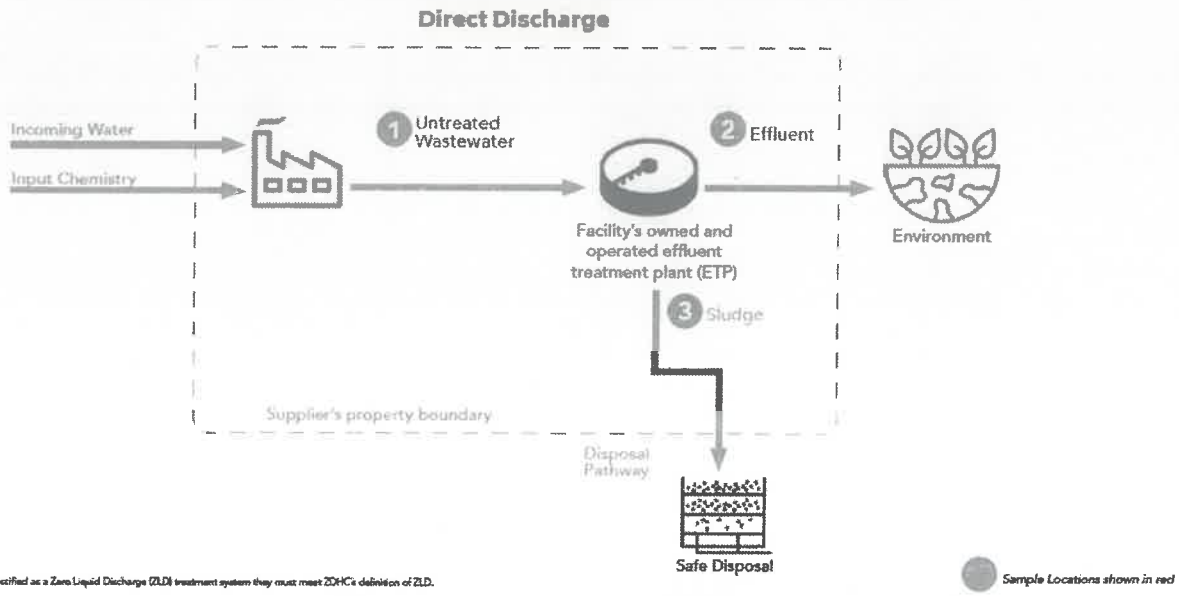 Direct Discharge
Incoming Water
Input Chemistry
1 Untreated
Wastewater
2 Effluent
Facility's owned and
operated effluent
treatment plant (ETP)
Environment
3 Sludge
Supplier's property boundary
Disposal
Pathway
Safe Disposal
as a Zero Liquid Discharge (ZLD) treatment system they must meet ZDHC's definition of ZLD.
Sample Locations shown in red